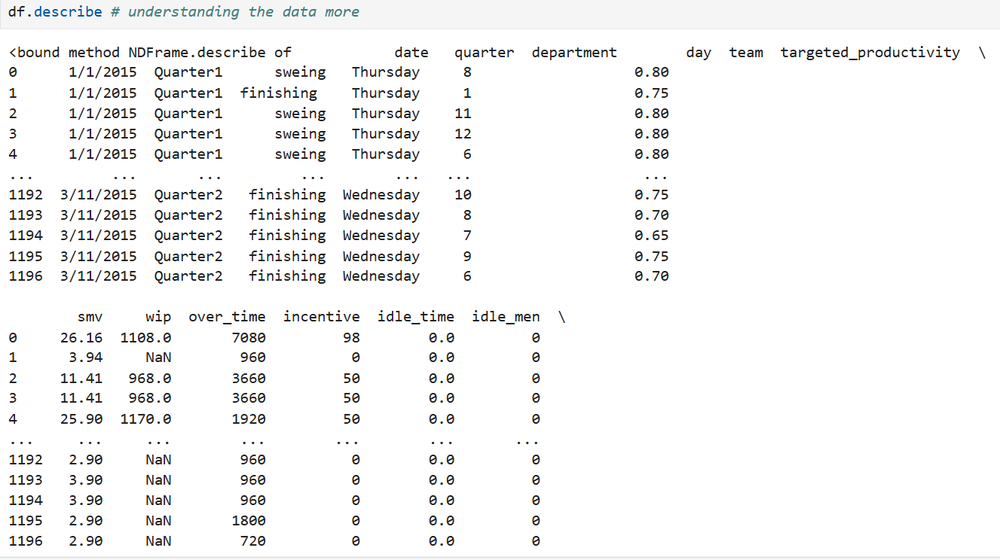 df.describe # understanding the data more
<bound method NDFrame.describe of            date   quarter  department        day  team  targeted_productivity  \
0      1/1/2015  Quarter1      sweing   Thursday     8                   0.80
1      1/1/2015  Quarter1  finishing    Thursday     1                   0.75
2      1/1/2015  Quarter1      sweing   Thursday    11                   0.80
3      1/1/2015  Quarter1      sweing   Thursday    12                   0.80
4      1/1/2015  Quarter1      sweing   Thursday     6                   0.80
...         ...       ...         ...        ...   ...                    ...
1192  3/11/2015  Quarter2   finishing  Wednesday    10                   0.75
1193  3/11/2015  Quarter2   finishing  Wednesday     8                   0.70
1194  3/11/2015  Quarter2   finishing  Wednesday     7                   0.65
1195  3/11/2015  Quarter2   finishing  Wednesday     9                   0.75
1196  3/11/2015  Quarter2   finishing  Wednesday     6                   0.70
        smv     wip  over_time  incentive  idle_time  idle_men  \
0     26.16  1108.0       7080         98        0.0         0
1      3.94     NaN        960          0        0.0         0
2     11.41   968.0       3660         50        0.0         0
3     11.41   968.0       3660         50        0.0         0
4     25.90  1170.0       1920         50        0.0         0
...     ...     ...        ...        ...        ...       ...
1192   2.90     NaN        960          0        0.0         0
1193   3.90     NaN        960          0        0.0         0
1194   3.90     NaN        960          0        0.0         0
1195   2.90     NaN       1800          0        0.0         0
1196   2.90     NaN        720          0        0.0         0